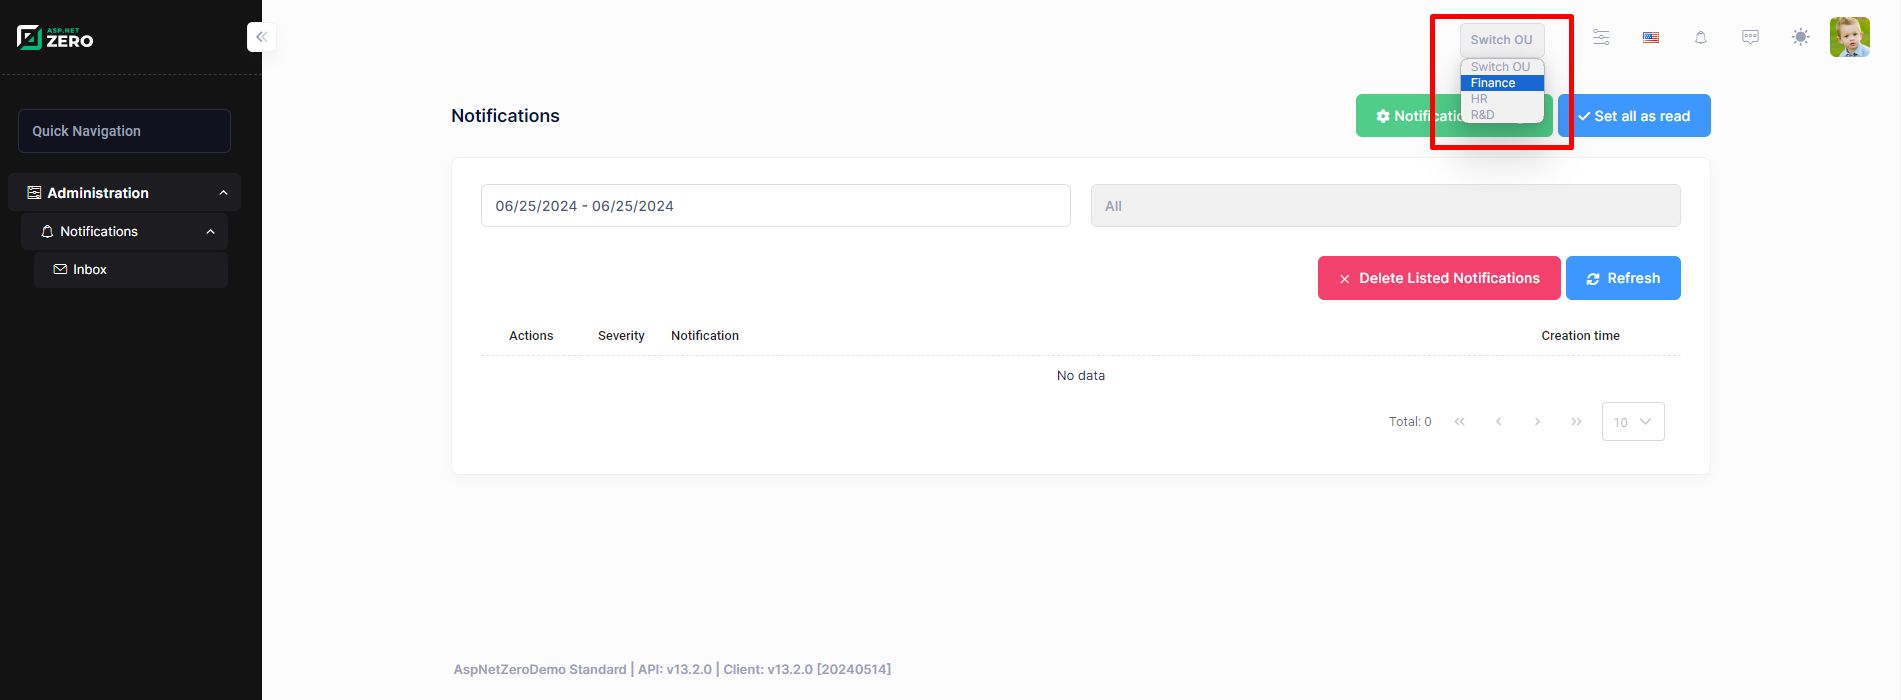 ASP.NET
ZERO
Quick Navigation
Administration
Notifications
Inbox
Switch OU
Switch OU
Finance
HR
R&D
Notifications
Set all as read
06/25/2024 - 06/25/2024
All
Delete Listed Notifications
Refresh
Actions Severity Notification Creation time
No data
Total: 0
10
AspNetZeroDemo Standard | API: v13.2.0 | Client: v13.2.0 [20240514]